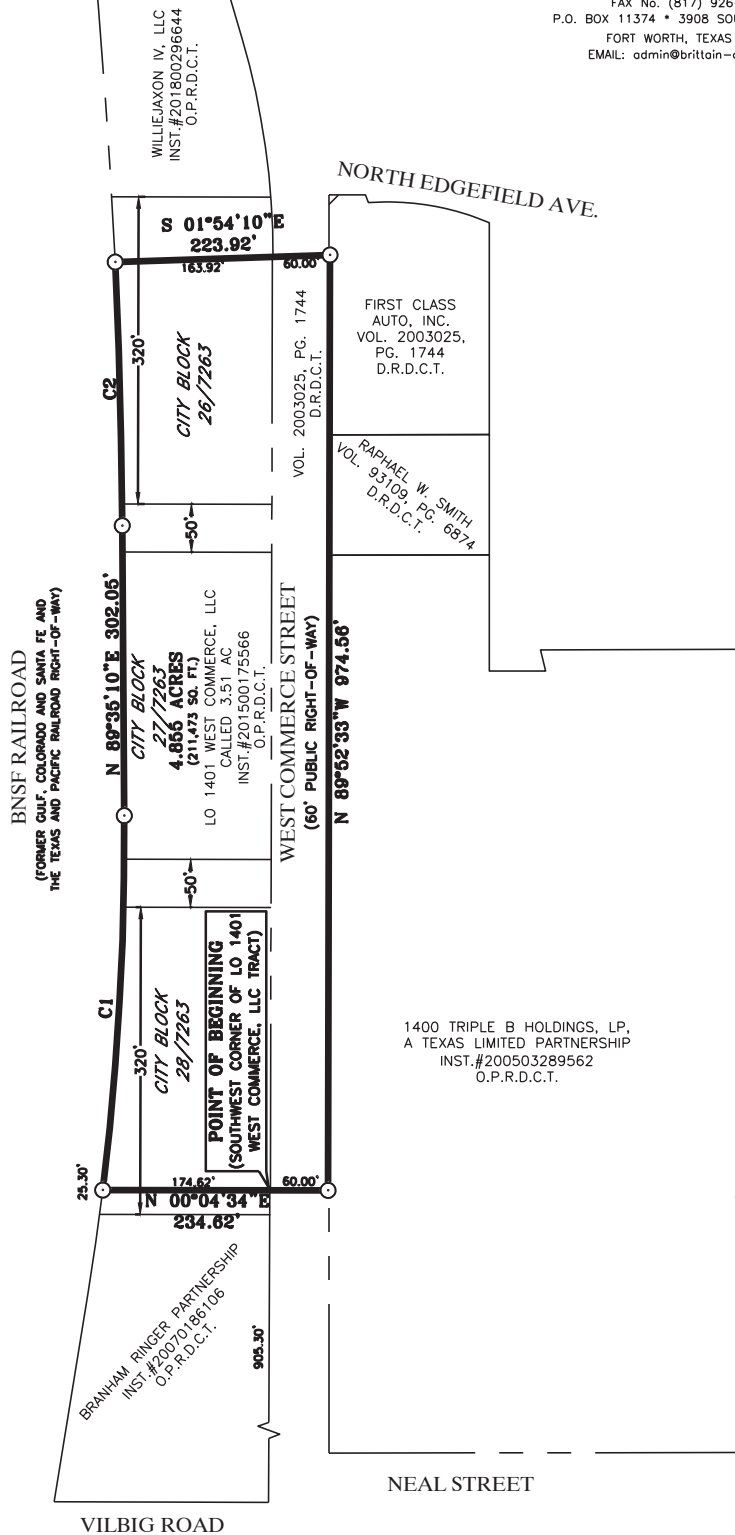 FAX No. (817) 926-
P.O. BOX 11374 * 3908 SOU
FORT WORTH, TEXAS
EMAIL: admin@brittain-c
WILLIEJAXON IV, LLC
INST.#201800296644
O.P.R.D.C.T.
NORTH EDGEFIELD AVE.
S 01°54'10"E
223.92'
163.92'
60.00'
320'
CITY BLOCK
26/7263
C2
VOL. 2003025, PG. 1744
D.R.D.C.T.
FIRST CLASS
AUTO, INC.
VOL. 2003025,
PG. 1744
D.R.D.C.T.
RAPHAEL W. SMITH
VOL. 93109, PG. 6874
D.R.D.C.T.
50'
BNSF RAILROAD
(FORMER GULF, COLORADO AND SANTA FE AND
THE TEXAS AND PACIFIC RAILROAD RIGHT-OF-WAY)
N 89°35'10"E 302.05'
CITY BLOCK
27/7263
4.855 ACRES
(211,473 SQ. FT.)
LO 1401 WEST COMMERCE, LLC
CALLED 3.51 AC
INST.#201500175566
O.P.R.D.C.T.
WEST COMMERCE STREET
(60' PUBLIC RIGHT-OF-WAY)
N 89°52'33"W 974.56'
50'
C1
320'
CITY BLOCK
28/7263
POINT OF BEGINNING
(SOUTHWEST CORNER OF LO 1401
WEST COMMERCE, LLC TRACT)
1400 TRIPLE B HOLDINGS, LP,
A TEXAS LIMITED PARTNERSHIP
INST.#200503289562
O.P.R.D.C.T.
25.30'
174.62'
60.00'
N 00°04'34"E
234.62'
BRANHAM RINGER PARTNERSHIP
INST.#20070186106
O.P.R.D.C.T.
905.30'
NEAL STREET
VILBIG ROAD